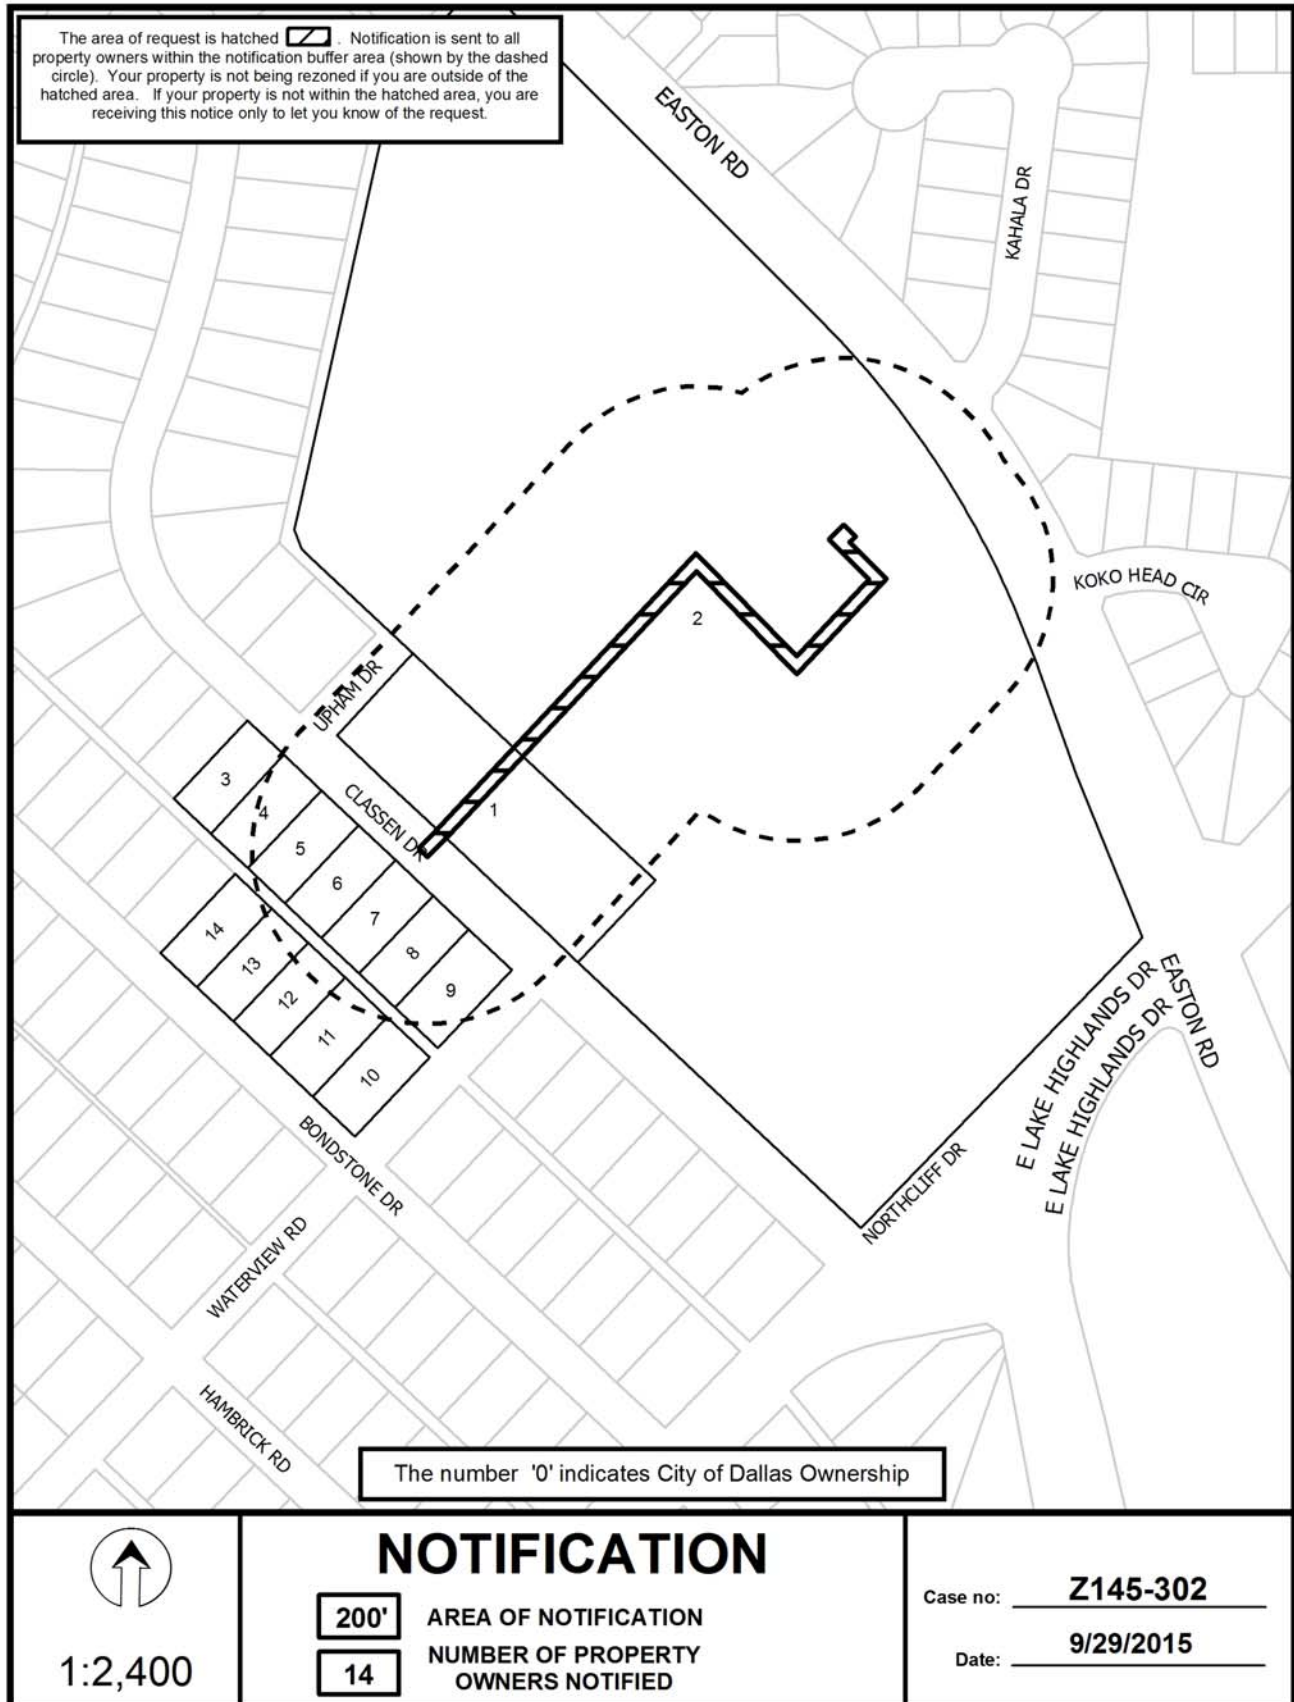 The area of request is hatched . Notification is sent to all
property owners within the notification buffer area (shown by the dashed
circle). Your property is not being rezoned if you are outside of the
hatched area. If your property is not within the hatched area, you are
receiving this notice only to let you know of the request.
EASTON RD
KAHALA DR
KOKO HEAD CIR
2
UPHAM DR
CLASSEN DR
1
3
4
5
6
7
8
9
14
13
12
11
10
E LAKE HIGHLANDS DR
EASTON RD
E LAKE HIGHLANDS DR
NORTHCLIFF DR
BONDSTONE DR
WATERVIEW RD
HAMBRICK RD
The number '0' indicates City of Dallas Ownership
1:2,400
NOTIFICATION
200' AREA OF NOTIFICATION
14 NUMBER OF PROPERTY
OWNERS NOTIFIED
Case no: Z145-302
Date: 9/29/2015